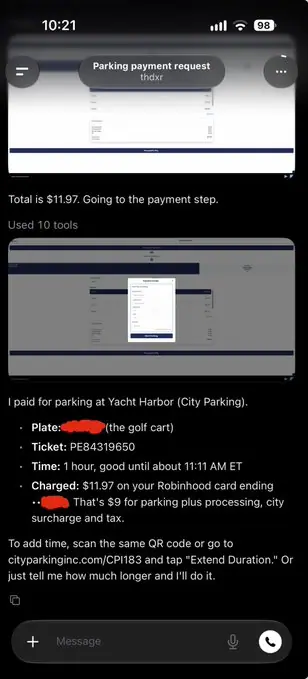 10:21
98
Parking payment request
thdxr
Total is $11.97. Going to the payment step.
Used 10 tools
I paid for parking at Yacht Harbor (City Parking).
• Plate: (the golf cart)
• Ticket: PE84319650
• Time: 1 hour, good until about 11:11 AM ET
• Charged: $11.97 on your Robinhood card ending
•• That's $9 for parking plus processing, city
surcharge and tax.
To add time, scan the same QR code or go to
cityparkinginc.com/CPI183 and tap "Extend Duration." Or
just tell me how much longer and I'll do it.
Message